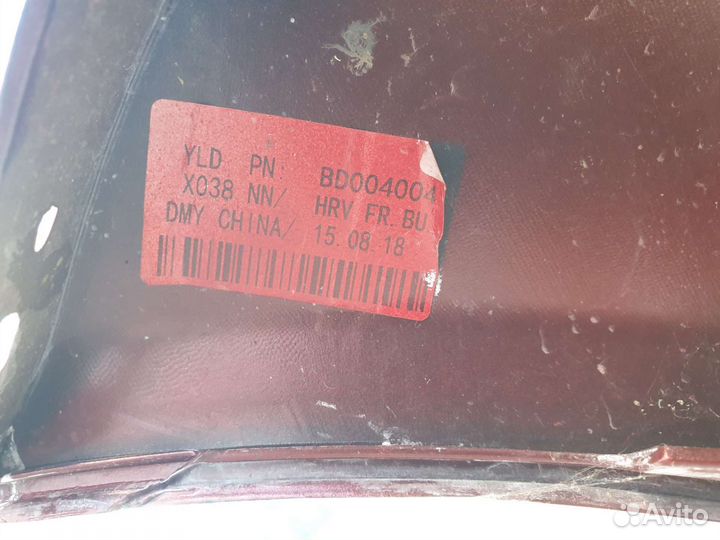 YLD PN: BD004004
X038 NN/ HRV FR. BU
DMY CHINA/ 15.08.18
Avito